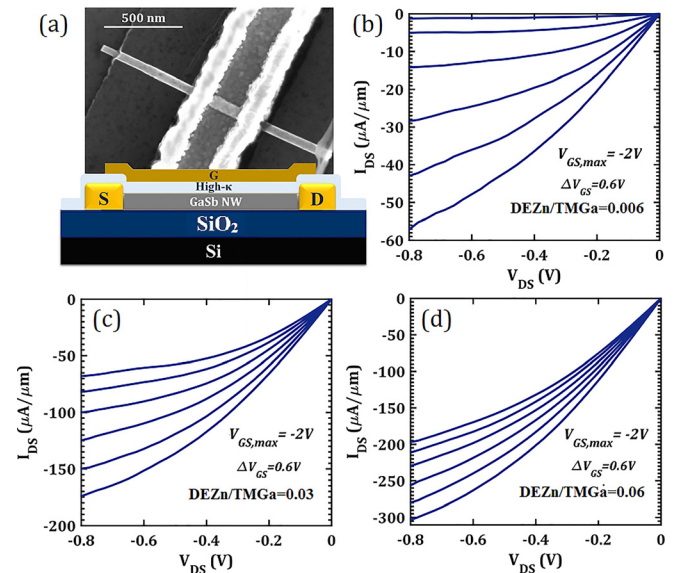 (a)
500 nm
G
High-κ
S
GaSb NW
D
SiO2
Si
(b)
0
-10
-20
-30
-40
-50
-60
IDS (μA/μm)
VGS,max = -2V
ΔVGS=0.6V
DEZn/TMGa=0.006
-0.8 -0.6 -0.4 -0.2 0
VDS (V)
(c)
0
-50
-100
-150
-200
IDS (μA/μm)
VGS,max = -2V
ΔVGS=0.6V
DEZn/TMGa=0.03
-0.8 -0.6 -0.4 -0.2 0
VDS (V)
(d)
0
-50
-100
-150
-200
-250
-300
IDS (μA/μm)
VGS,max = -2V
ΔVGS=0.6V
DEZn/TMGa=0.06
-0.8 -0.6 -0.4 -0.2 0
VDS (V)